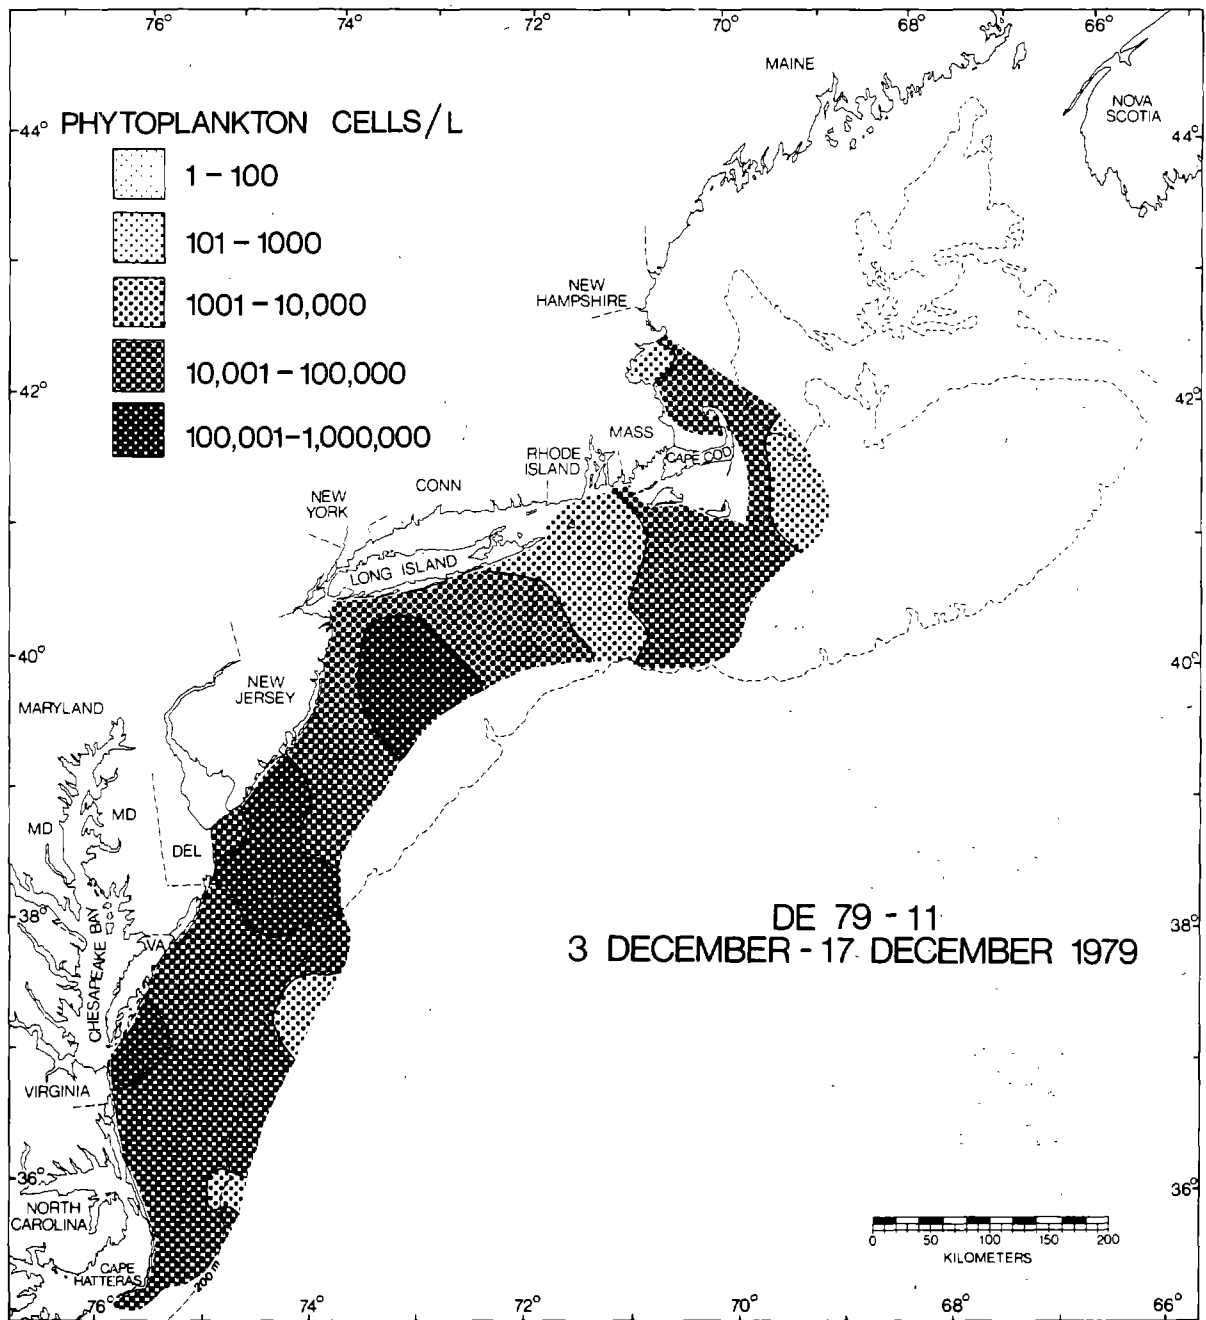 76° 74° 72° 70° 68° 66°
MAINE
NOVA
SCOTIA
44° PHYTOPLANKTON CELLS/L 44°
1-100
101-1000
1001-10,000
10,001-100,000
100,001-1,000,000
NEW
HAMPSHIRE
42° 42°
MASS
RHODE
ISLAND
CAPE COD
CONN
NEW
YORK
LONG ISLAND
40° 40°
NEW
JERSEY
MARYLAND
MD
MD
DEL
38° 38°
CHESAPEAKE BAY
VA
DE 79-11
3 DECEMBER-17 DECEMBER 1979
VIRGINIA
36° 36°
NORTH
CAROLINA
CAPE
HATTERAS
200 m
0 50 100 150 200
KILOMETERS
76° 74° 72° 70° 68° 66°